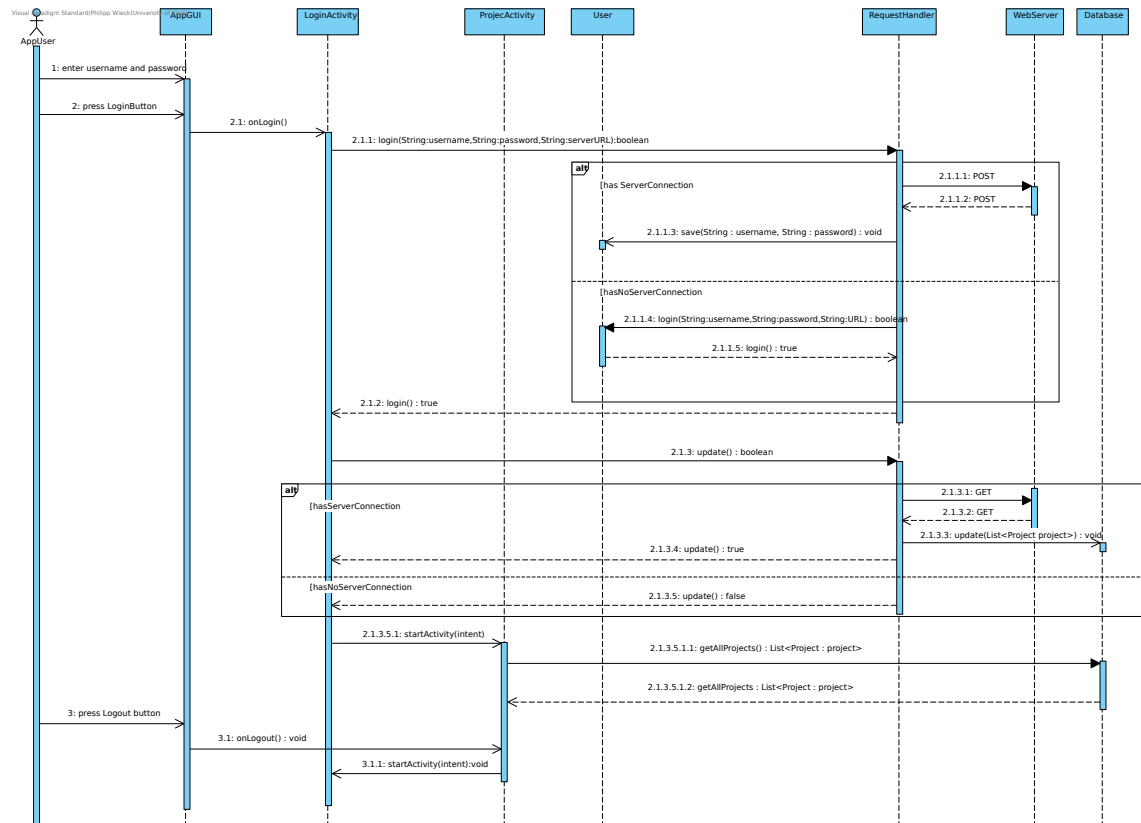 Visual Paradigm Standard(Philipp Wieck(University
AppUser
AppGUI
LoginActivity
ProjecActivity
User
RequestHandler
WebServer
Database
1: enter username and password
2: press LoginButton
2.1: onLogin()
2.1.1: login(String:username,String:password,String:serverURL):boolean
alt
[has ServerConnection
2.1.1.1: POST
2.1.1.2: POST
2.1.1.3: save(String : username, String : password) : void
[hasNoServerConnection
2.1.1.4: login(String:username,String:password,String:URL) : boolean
2.1.1.5: login() : true
2.1.2: login() : true
2.1.3: update() : boolean
alt
[hasServerConnection
2.1.3.1: GET
2.1.3.2: GET
2.1.3.3: update(List<Project project>) : void
2.1.3.4: update() : true
[hasNoServerConnection
2.1.3.5: update() : false
2.1.3.5.1: startActivity(intent)
2.1.3.5.1.1: getAllProjects() : List<Project : project>
2.1.3.5.1.2: getAllProjects : List<Project : project>
3: press Logout button
3.1: onLogout() : void
3.1.1: startActivity(intent):void